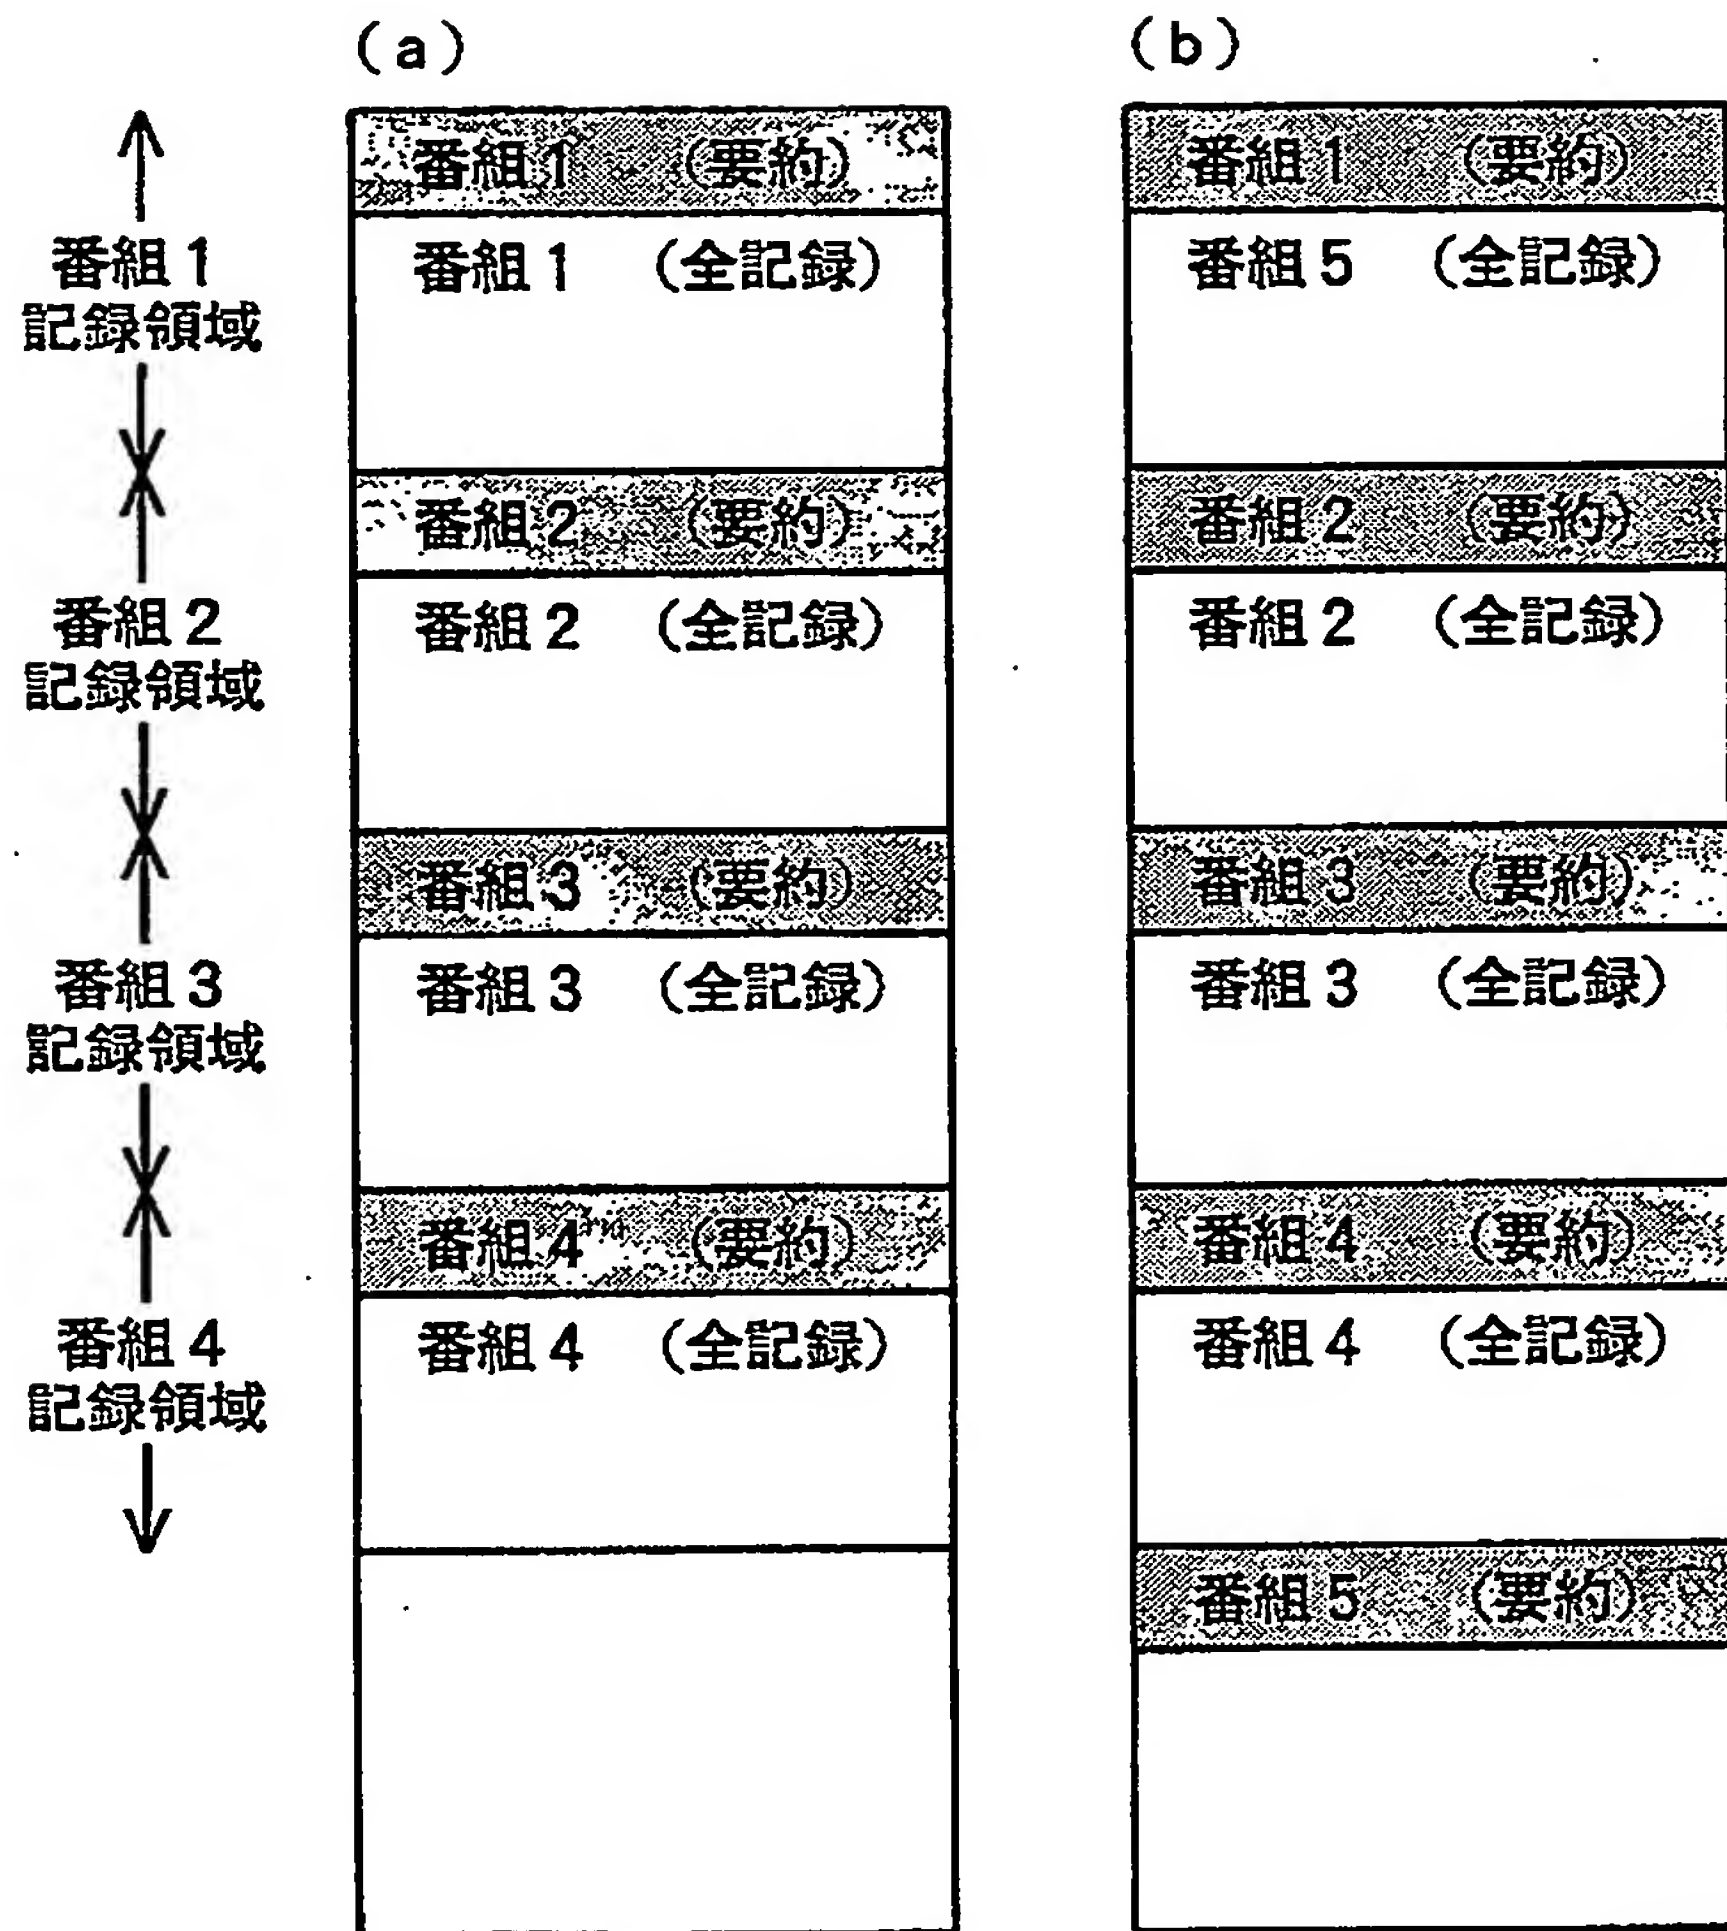 (a)
(b)
番組1
記録領域
番組2
記録領域
番組3
記録領域
番組4
記録領域
番組1 (要約)
番組1 (全記録)
番組2 (要約)
番組2 (全記録)
番組3 (要約)
番組3 (全記録)
番組4 (要約)
番組4 (全記録)
番組1 (要約)
番組5 (全記録)
番組2 (要約)
番組2 (全記録)
番組3 (要約)
番組3 (全記録)
番組4 (要約)
番組4 (全記録)
番組5 (要約)